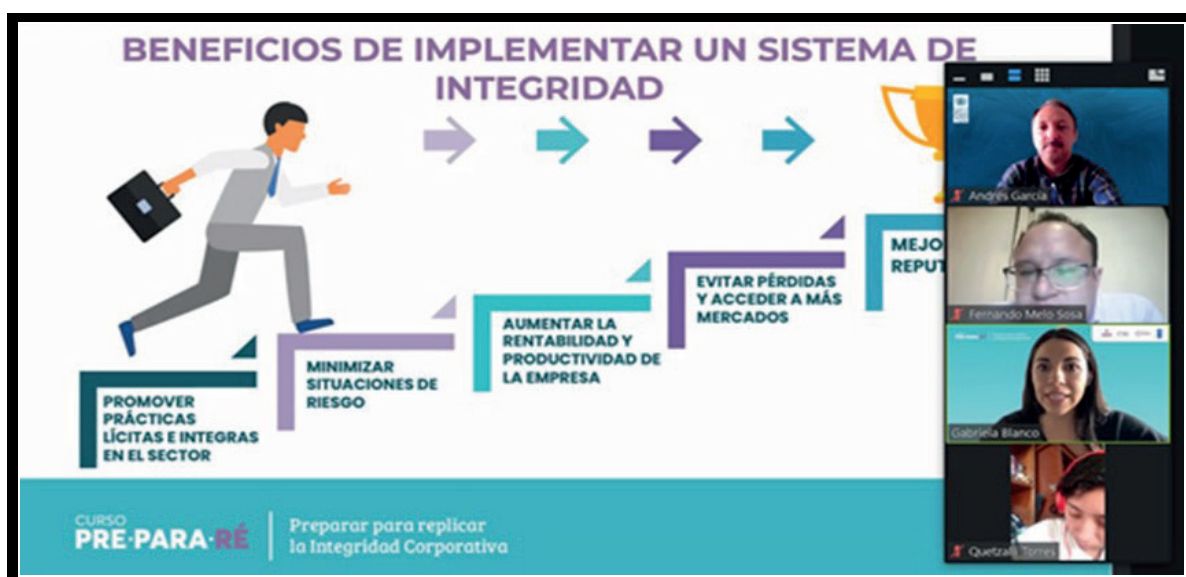 BENEFICIOS DE IMPLEMENTAR UN SISTEMA DE
INTEGRIDAD
PROMOVER
PRÁCTICAS
LÍCITAS E INTEGRAS
EN EL SECTOR
MINIMIZAR
SITUACIONES DE
RIESGO
AUMENTAR LA
RENTABILIDAD Y
PRODUCTIVIDAD DE
LA EMPRESA
EVITAR PÉRDIDAS
Y ACCEDER A MÁS
MERCADOS
MEJO
REPUT
Andrés García
Fernando Melo Sosa
Gabriela Blanco
Quetzalli Torres
CURSO
PRE·PARA·RÉ
Preparar para replicar
la Integridad Corporativa